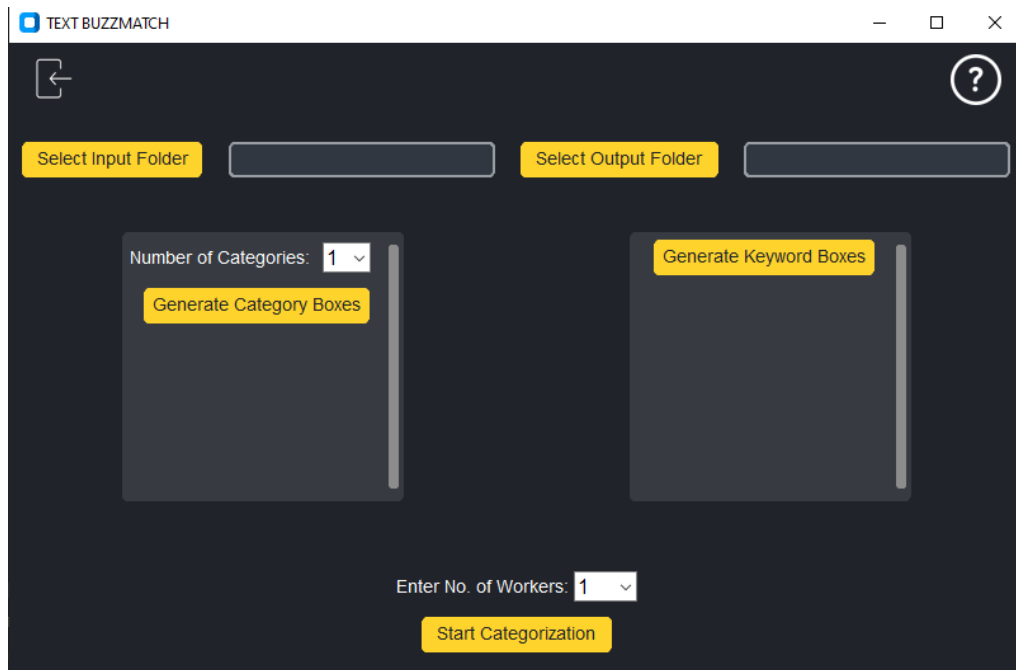 TEXT BUZZMATCH
?
Select Input Folder
Select Output Folder
Number of Categories: 1
Generate Category Boxes
Generate Keyword Boxes
Enter No. of Workers: 1
Start Categorization